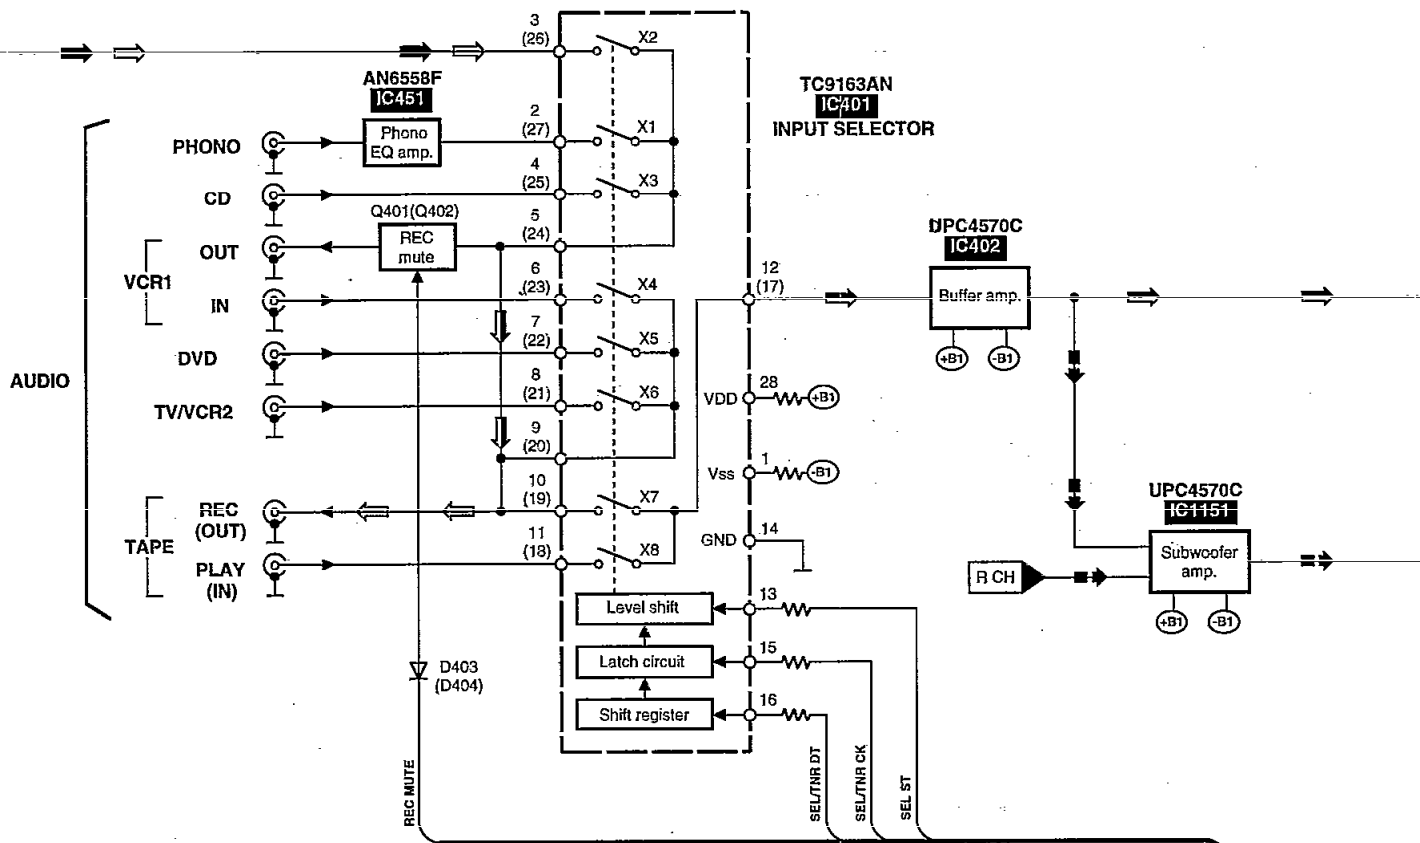 3
(26)
X2
AN6558F
IC451
TC9163AN
IC401
INPUT SELECTOR
PHONO
Phono
EQ amp.
2
(27)
X1
CD
4
(25)
X3
Q401(Q402)
VCR1
OUT
REC
mute
5
(24)
UPC4570C
IC402
IN
6
(23)
X4
12
(17)
Buffer amp.
+B1
-B1
AUDIO
DVD
7
(22)
X5
TV/VCR2
8
(21)
X6
VDD
28
+B1
9
(20)
Vss
1
-B1
TAPE
REC
(OUT)
10
(19)
X7
UPC4570C
IC1151
GND
14
PLAY
(IN)
11
(18)
X8
R CH
Subwoofer
amp.
+B1
-B1
Level shift
13
D403
(D404)
Latch circuit
15
Shift register
16
REC MUTE
SEL/TNR DT
SEL/TNR CK
SEL ST